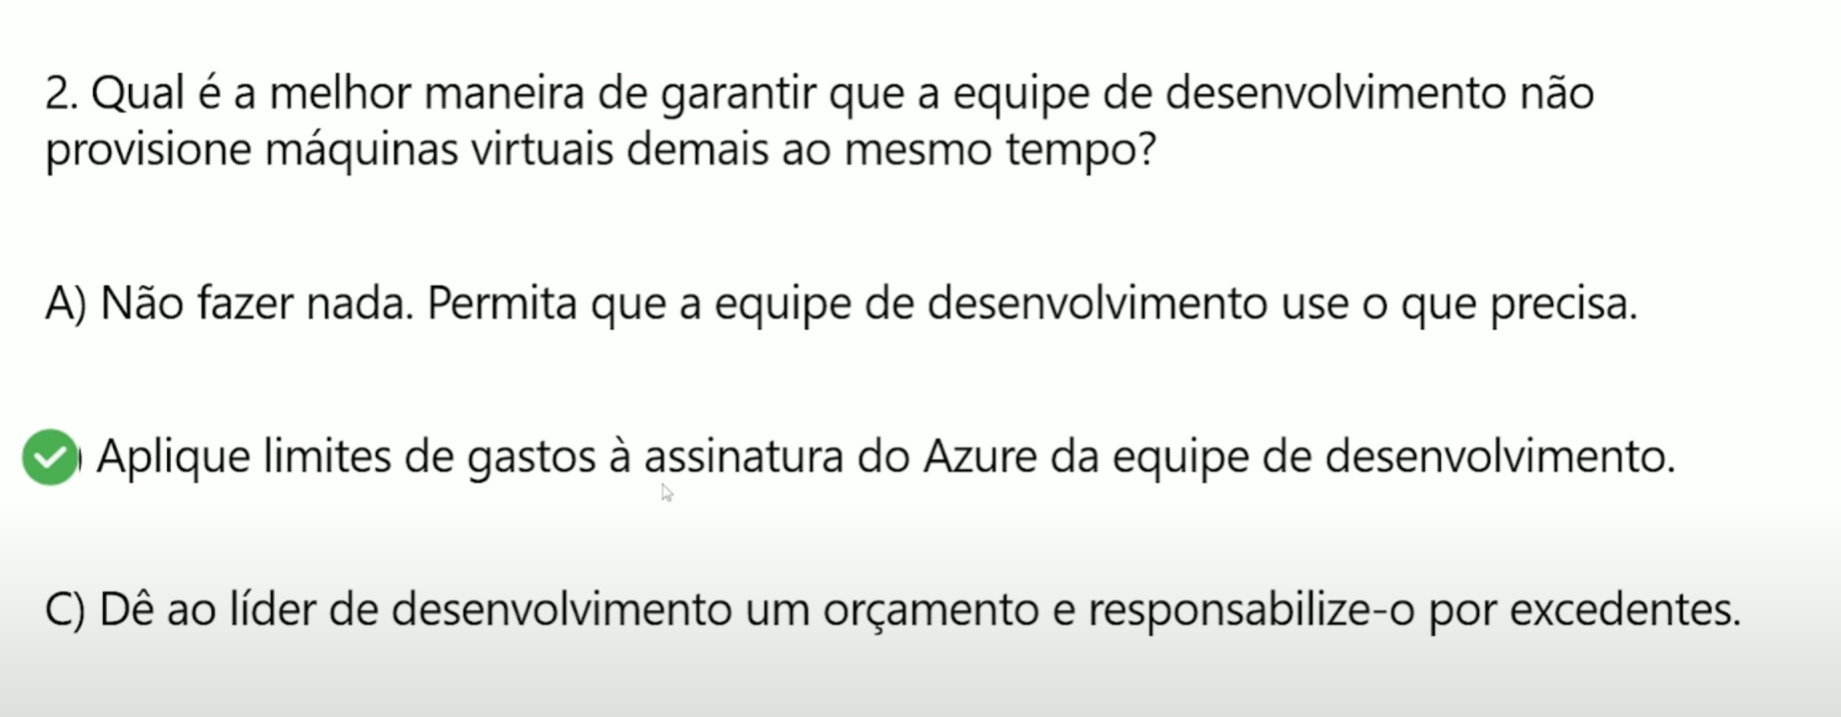 2. Qual é a melhor maneira de garantir que a equipe de desenvolvimento não
provisione máquinas virtuais demais ao mesmo tempo?
A) Não fazer nada. Permita que a equipe de desenvolvimento use o que precisa.
) Aplique limites de gastos à assinatura do Azure da equipe de desenvolvimento.
C) Dê ao líder de desenvolvimento um orçamento e responsabilize-o por excedentes.